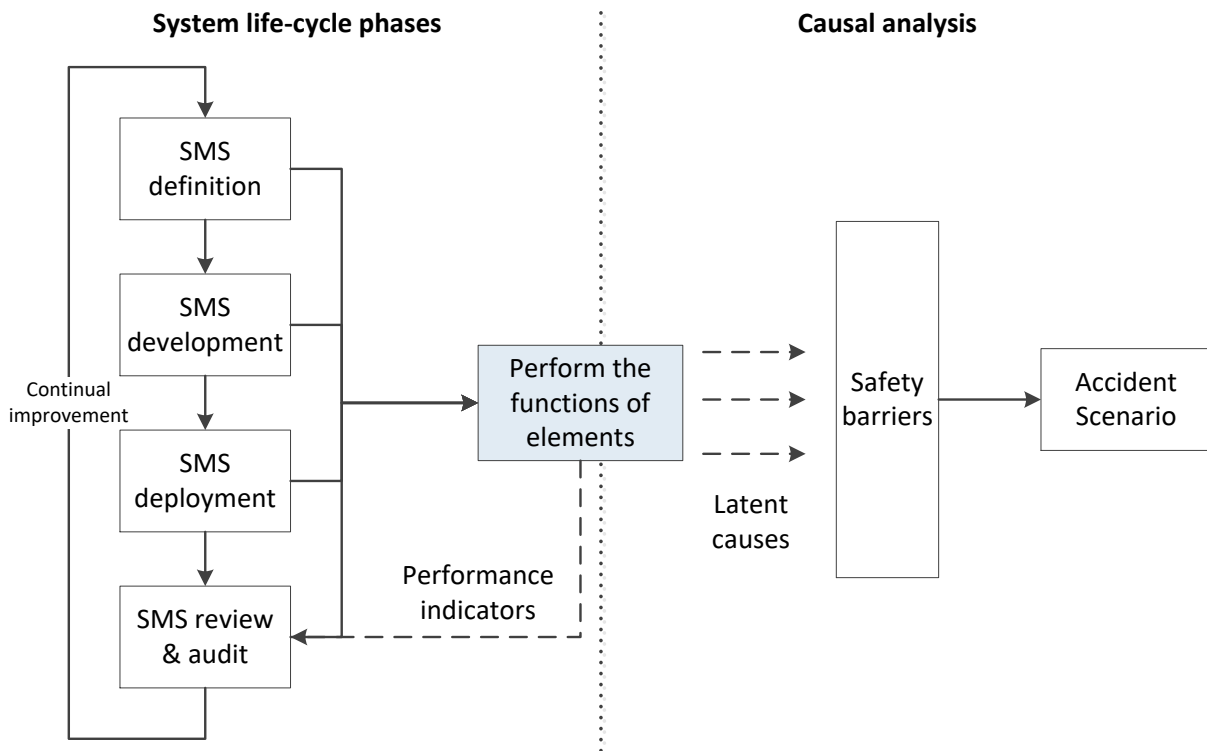 System life-cycle phases
Causal analysis
SMS
definition
SMS
development
Continual
improvement
SMS
deployment
SMS review
& audit
Perform the
functions of
elements
Performance
indicators
Latent
causes
Safety
barriers
Accident
Scenario